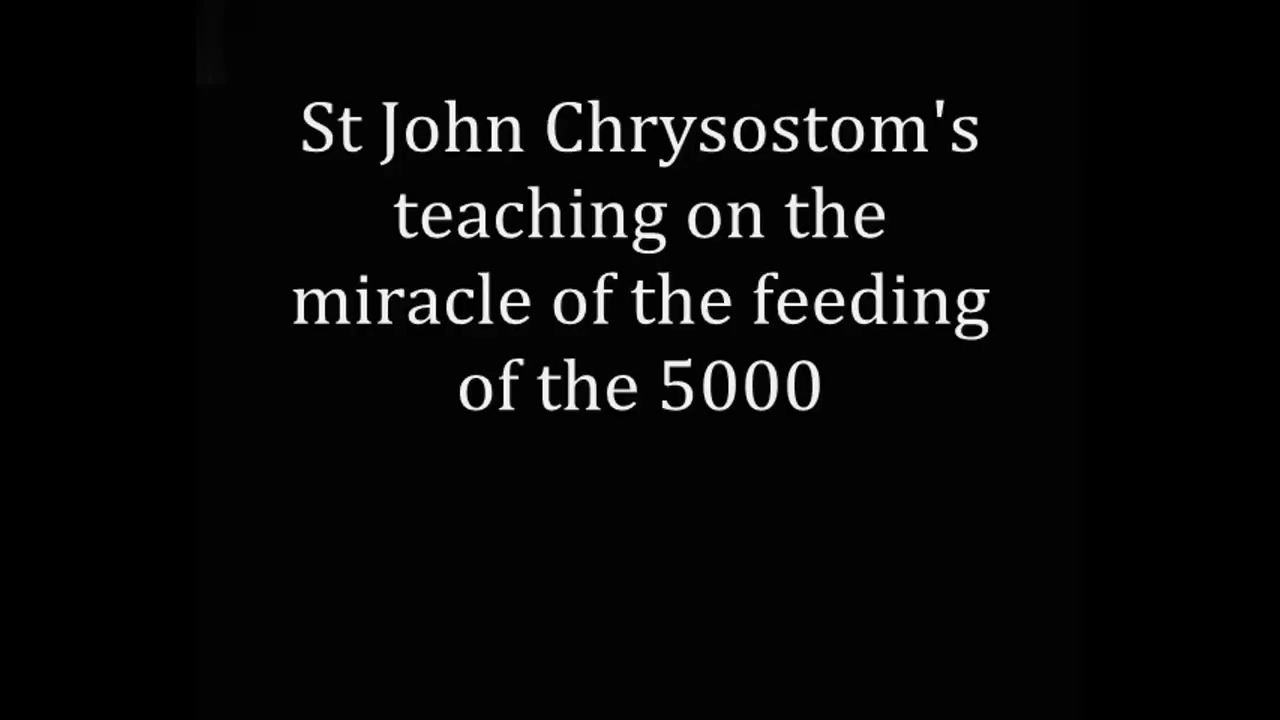 St John Chrysostom's
teaching on the
miracle of the feeding
of the 5000